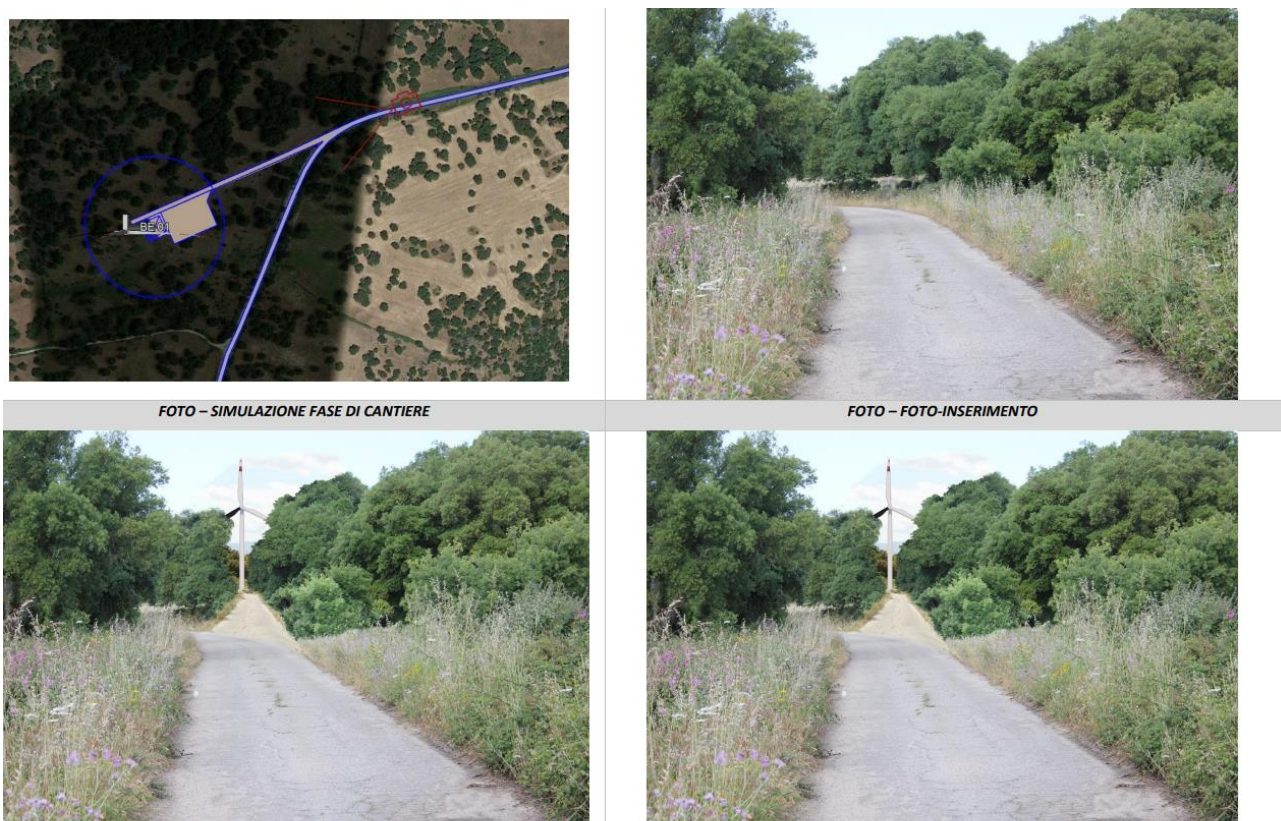 BE 01
FOTO – SIMULAZIONE FASE DI CANTIERE
FOTO – FOTO-INSERIMENTO